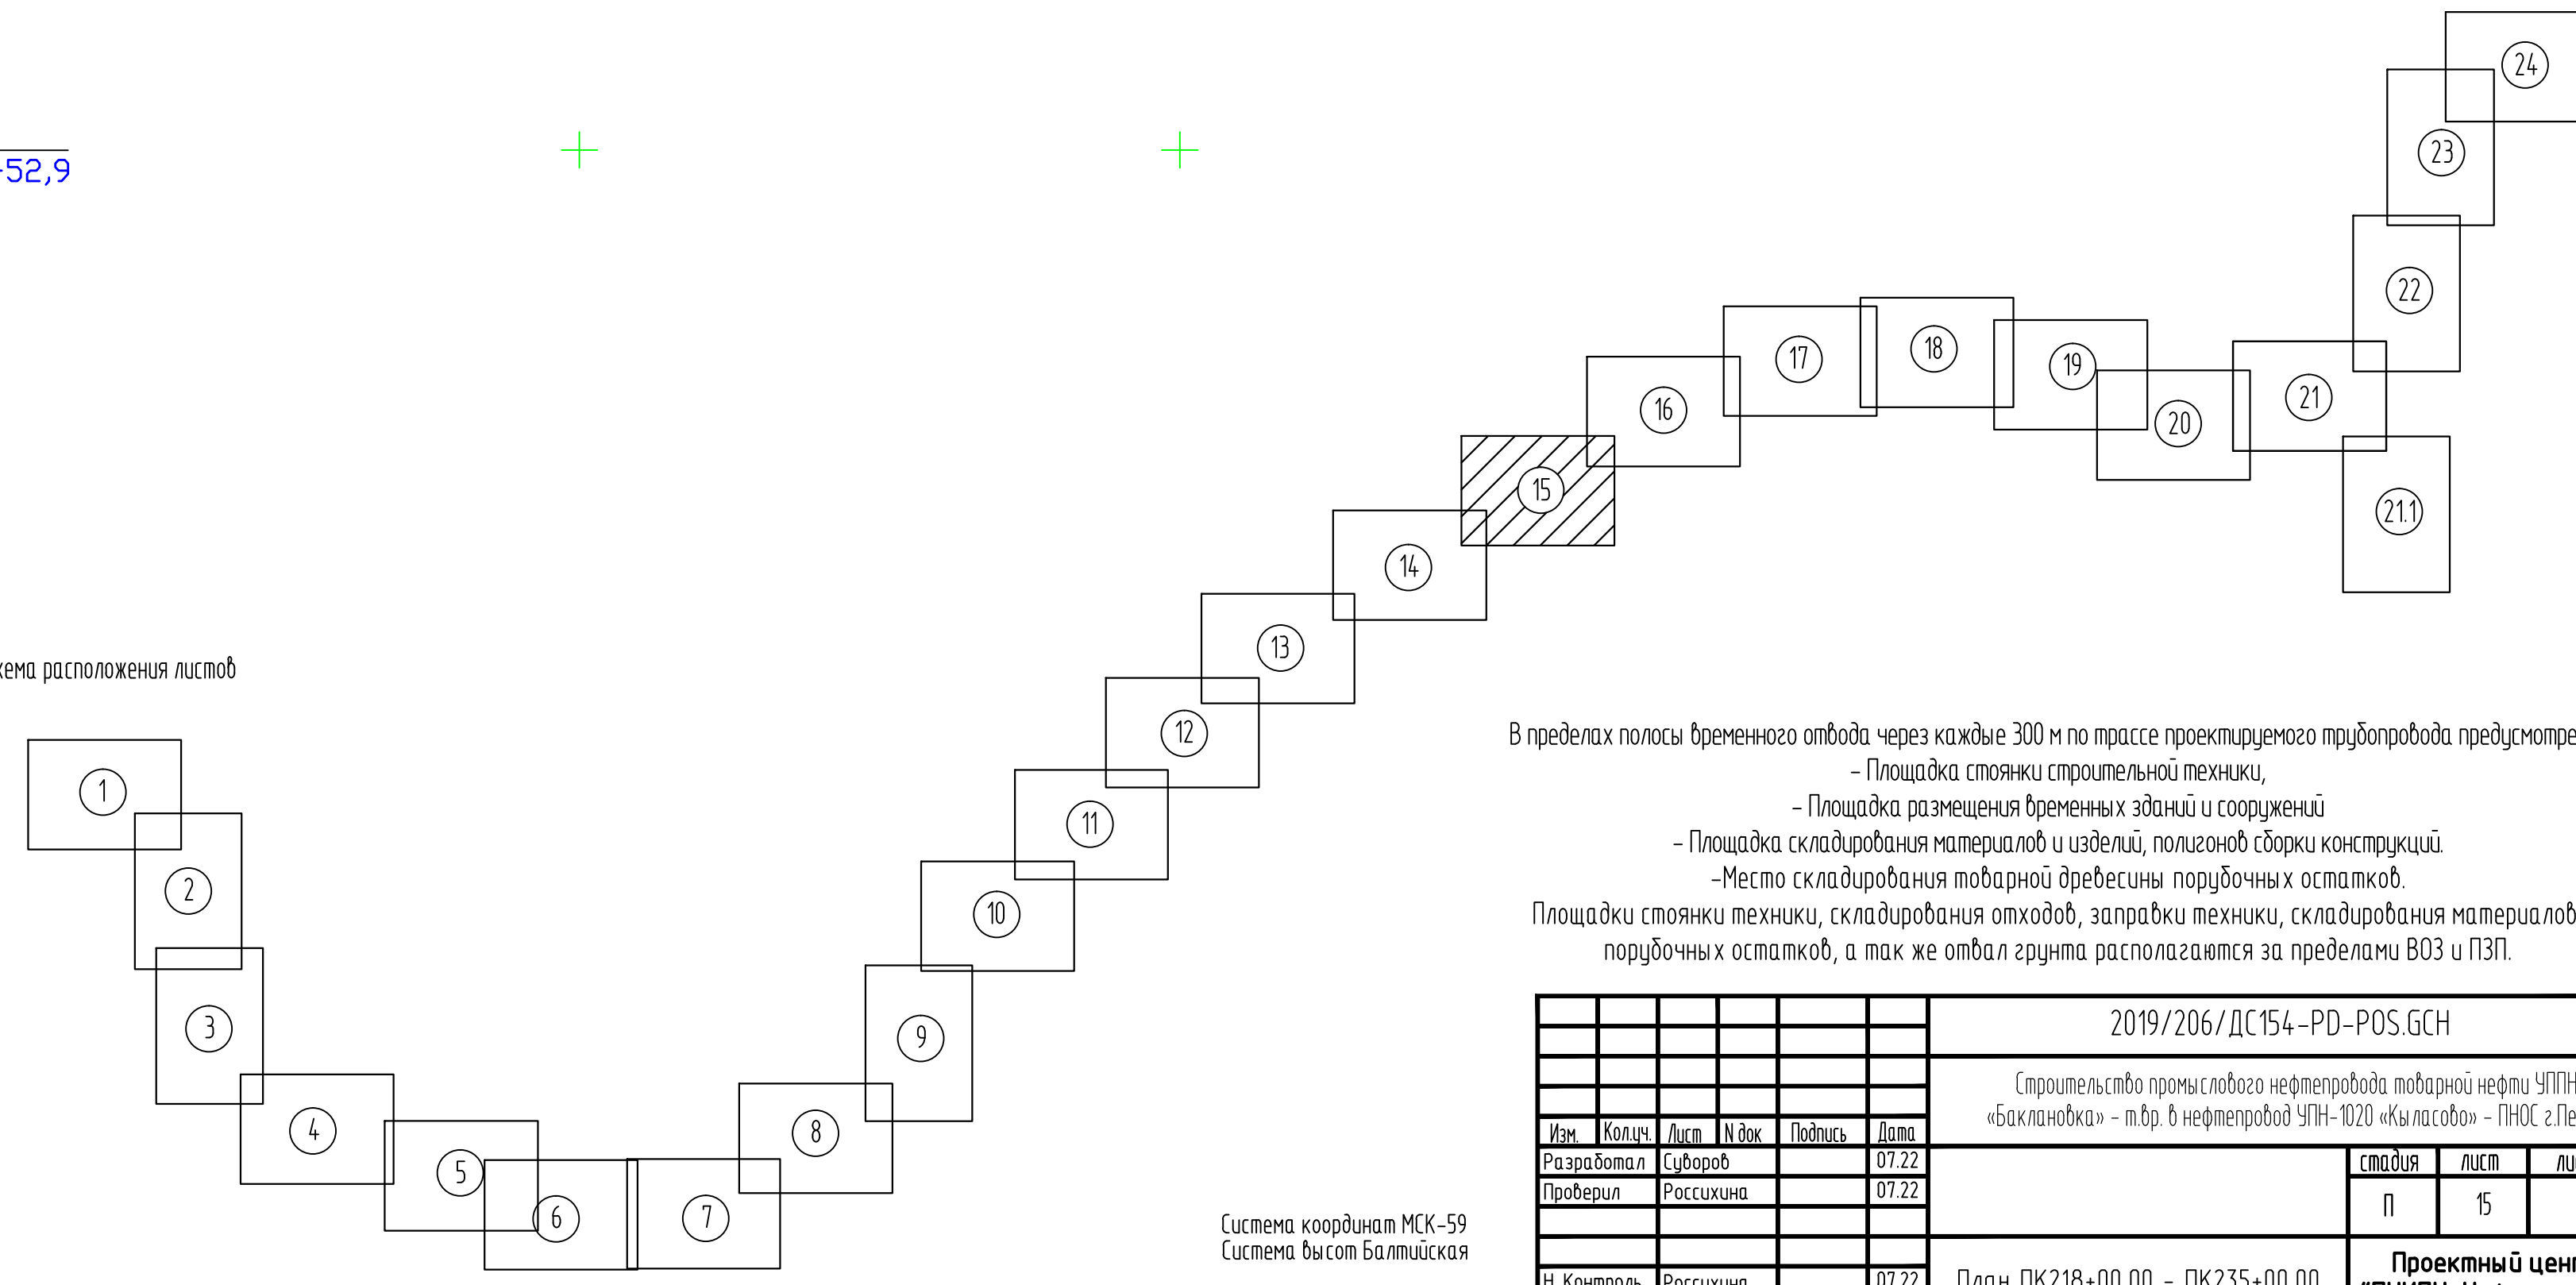 -52,9
24
23
22
17
18
19
16
21
20
15
21.1
14
13
хема расположения листов
12
1
11
2
10
3
9
4
8
5
6
7
В пределах полосы временного отвода через каждые 300 м по трассе проектируемого трубопровода предусмотре
- Площадка стоянки строительной техники,
- Площадка размещения временных зданий и сооружений
- Площадка складирования материалов и изделий, полигонов сборки конструкций.
-Место складирования товарной древесины порубочных остатков.
Площадки стоянки техники, складирования отходов, заправки техники, складирования материалов
порубочных остатков, а так же отвал грунта располагаются за пределами ВОЗ и ПЗП.
Система координат МСК-59
Система высот Балтийская
2019/206/ДС154-PD-POS.GCH
Строительство промыслового нефтепровода товарной нефти УППН
«Баклановка» - т.вр. в нефтепровод УПН-1020 «Кыласово» - ПНОС г.Пе
Изм. Кол.уч. Лист N док Подпись Дата
Разработал Суворов 07.22
стадия лист ли
Проверил Россихина 07.22
П 15
Н. Контроль Россихина 07.22
План ПК218+00.00 - ПК235+00.00
Проектный цен